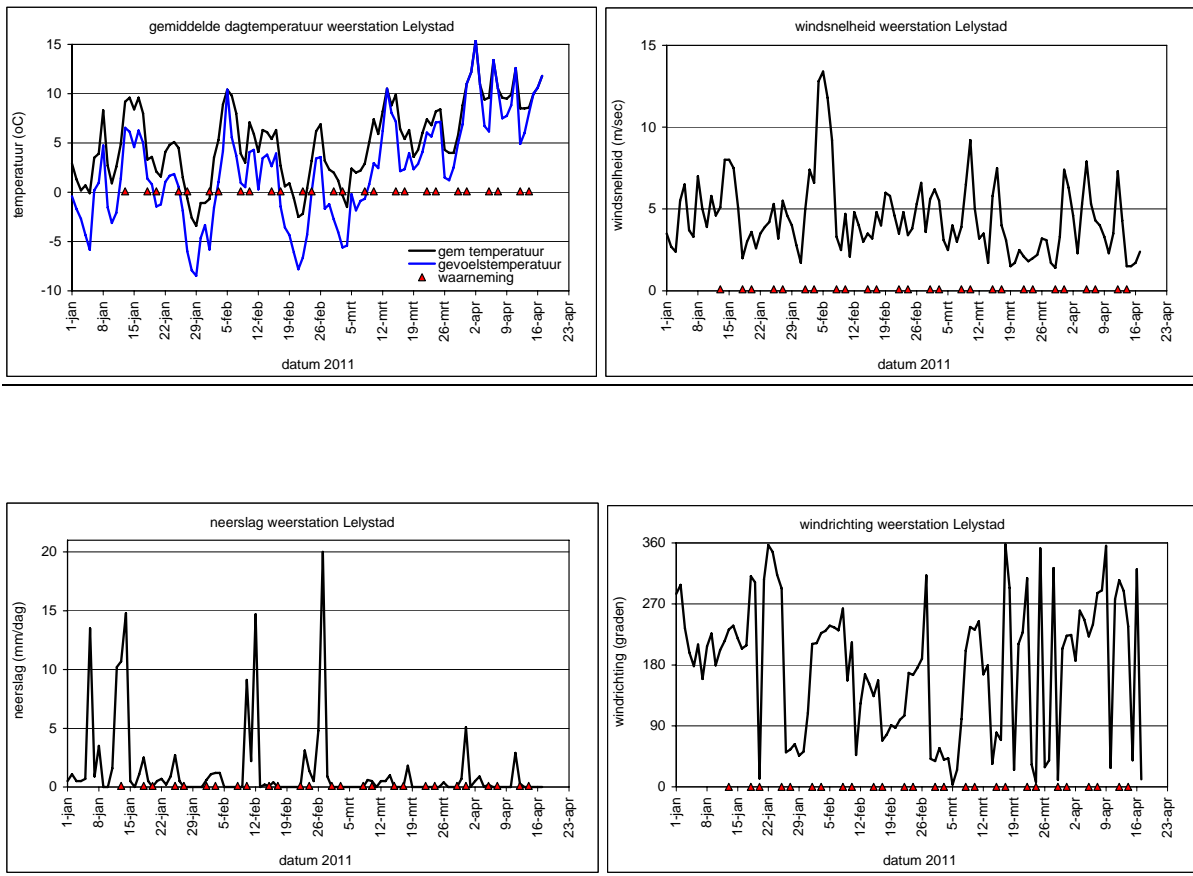 gemiddelde dagtemperatuur weerstation Lelystad
15
10
5
0
-5
-10
temperatuur (oC)
gem temperatuur
gevoelstemperatuur
waarneming
1-jan 8-jan 15-jan 22-jan 29-jan 5-feb 12-feb 19-feb 26-feb 5-mrt 12-mrt 19-mrt 26-mrt 2-apr 9-apr 16-apr 23-apr
datum 2011
windsnelheid weerstation Lelystad
15
10
5
0
windsnelheid (m/sec)
1-jan 8-jan 15-jan 22-jan 29-jan 5-feb 12-feb 19-feb 26-feb 5-mrt 12-mrt 19-mrt 26-mrt 2-apr 9-apr 16-apr 23-apr
datum 2011
neerslag weerstation Lelystad
20
15
10
5
0
neerslag (mm/dag)
1-jan 8-jan 15-jan 22-jan 29-jan 5-feb 12-feb 19-feb 26-feb 5-mrt 12-mrt 19-mrt 26-mrt 2-apr 9-apr 16-apr 23-apr
datum 2011
windrichting weerstation Lelystad
360
270
180
90
0
windrichting (graden)
1-jan 8-jan 15-jan 22-jan 29-jan 5-feb 12-feb 19-feb 26-feb 5-mrt 12-mrt 19-mrt 26-mrt 2-apr 9-apr 16-apr 23-apr
datum 2011